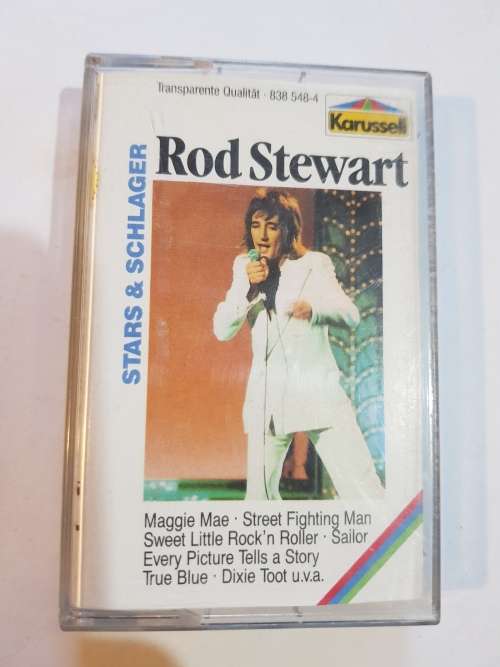 Transparente Qualität · 838 548-4
Karussell
Rod Stewart
STARS & SCHLAGER
Maggie Mae · Street Fighting Man
Sweet Little Rock'n Roller · Sailor
Every Picture Tells a Story
True Blue · Dixie Toot u.v.a.